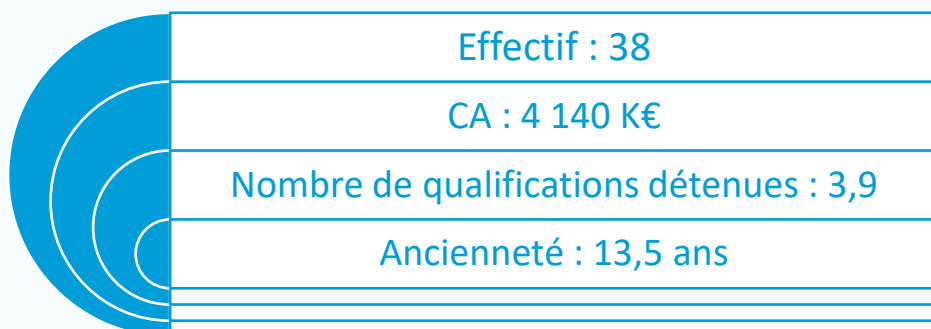 Effectif : 38
CA : 4 140 K€
Nombre de qualifications détenues : 3,9
Ancienneté : 13,5 ans